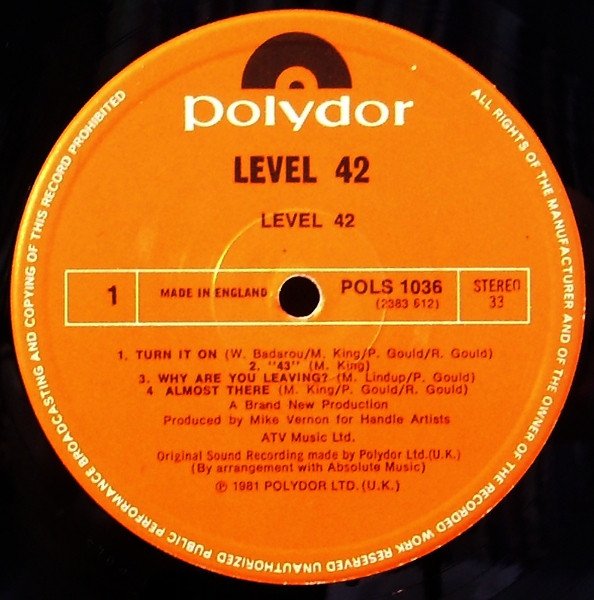 polydor
LEVEL 42
LEVEL 42
1
MADE IN ENGLAND
POLS 1036
(2383 612)
STEREO
33
1. TURN IT ON (W. Badarou/M. King/P. Gould/R. Gould)
2. "43" (M. King)
3. WHY ARE YOU LEAVING? (M. Lindup/P. Gould)
4 ALMOST THERE (M. King/P. Gould/R. Gould)
A Brand New Production
Produced by Mike Vernon for Handle Artists
ATV Music Ltd.
Original Sound Recording made by Polydor Ltd.(U.K.)
(By arrangement with Absolute Music)
℗ 1981 POLYDOR LTD.(U.K.)
ALL RIGHTS OF THE MANUFACTURER AND OF THE OWNER OF THE RECORDED WORK RESERVED UNAUTHORIZED PUBLIC PERFORMANCE BROADCASTING AND COPYING OF THIS RECORD PROHIBITED